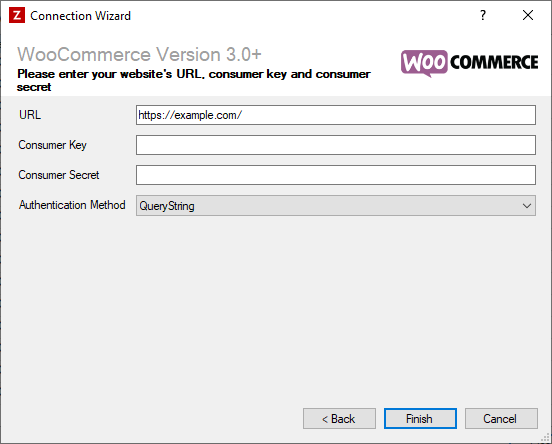 Z Connection Wizard ?
WooCommerce Version 3.0+
Please enter your website's URL, consumer key and consumer
secret
WOO COMMERCE
URL https://example.com/
Consumer Key
Consumer Secret
Authentication Method QueryString
< Back Finish Cancel